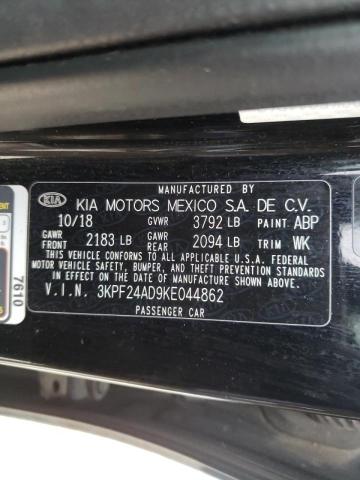 MANUFACTURED BY
KIA KIA MOTORS MEXICO S.A. DE C.V.
10/18 GVWR 3792 LB PAINT ABP
GAWR FRONT 2183 LB GAWR REAR 2094 LB TRIM WK
THIS VEHICLE CONFORMS TO ALL APPLICABLE U.S.A. FEDERAL
MOTOR VEHICLE SAFETY, BUMPER, AND THEFT PREVENTION STANDARDS
IN EFFECT ON THE DATE OF MANUFACTURE SHOWN ABOVE.
V.I.N. 3KPF24AD9KE044862
PASSENGER CAR
7610